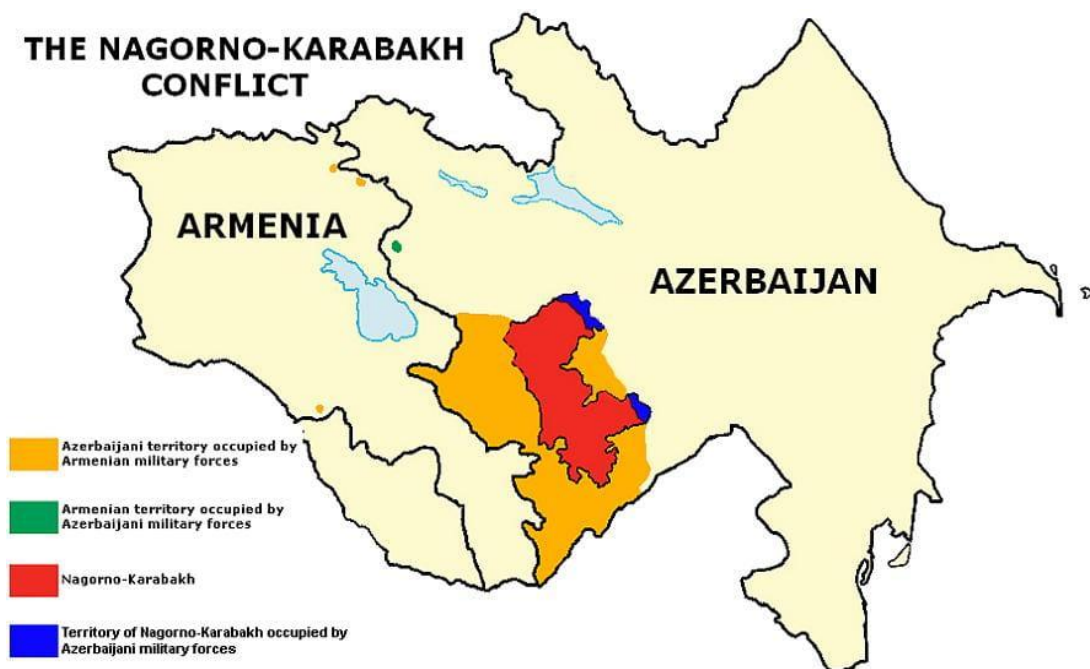 THE NAGORNO-KARABAKH
CONFLICT
ARMENIA
AZERBAIJAN
D
Azerbaijani territory occupied by
Armenian military forces
Armenian territory occupied by
Azerbaijani military forces
Nagorno-Karabakh
Territory of Nagorno-Karabakh occupied by
Azerbaijani military forces